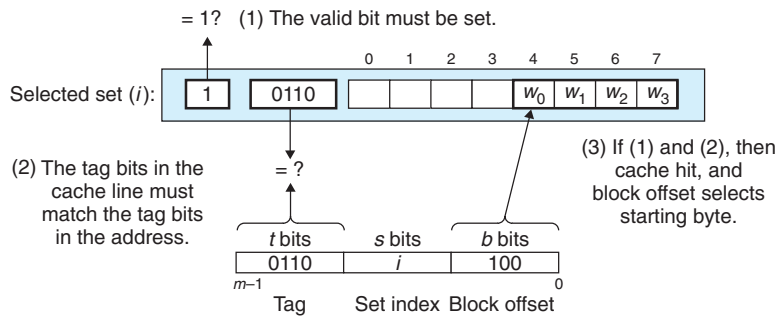 = 1? (1) The valid bit must be set.
0 1 2 3 4 5 6 7
Selected set (i): 1 0110 w0 w1 w2 w3
(2) The tag bits in the
cache line must
match the tag bits
in the address.
= ?
(3) If (1) and (2), then
cache hit, and
block offset selects
starting byte.
t bits s bits b bits
0110 i 100
m–1 0
Tag Set index Block offset